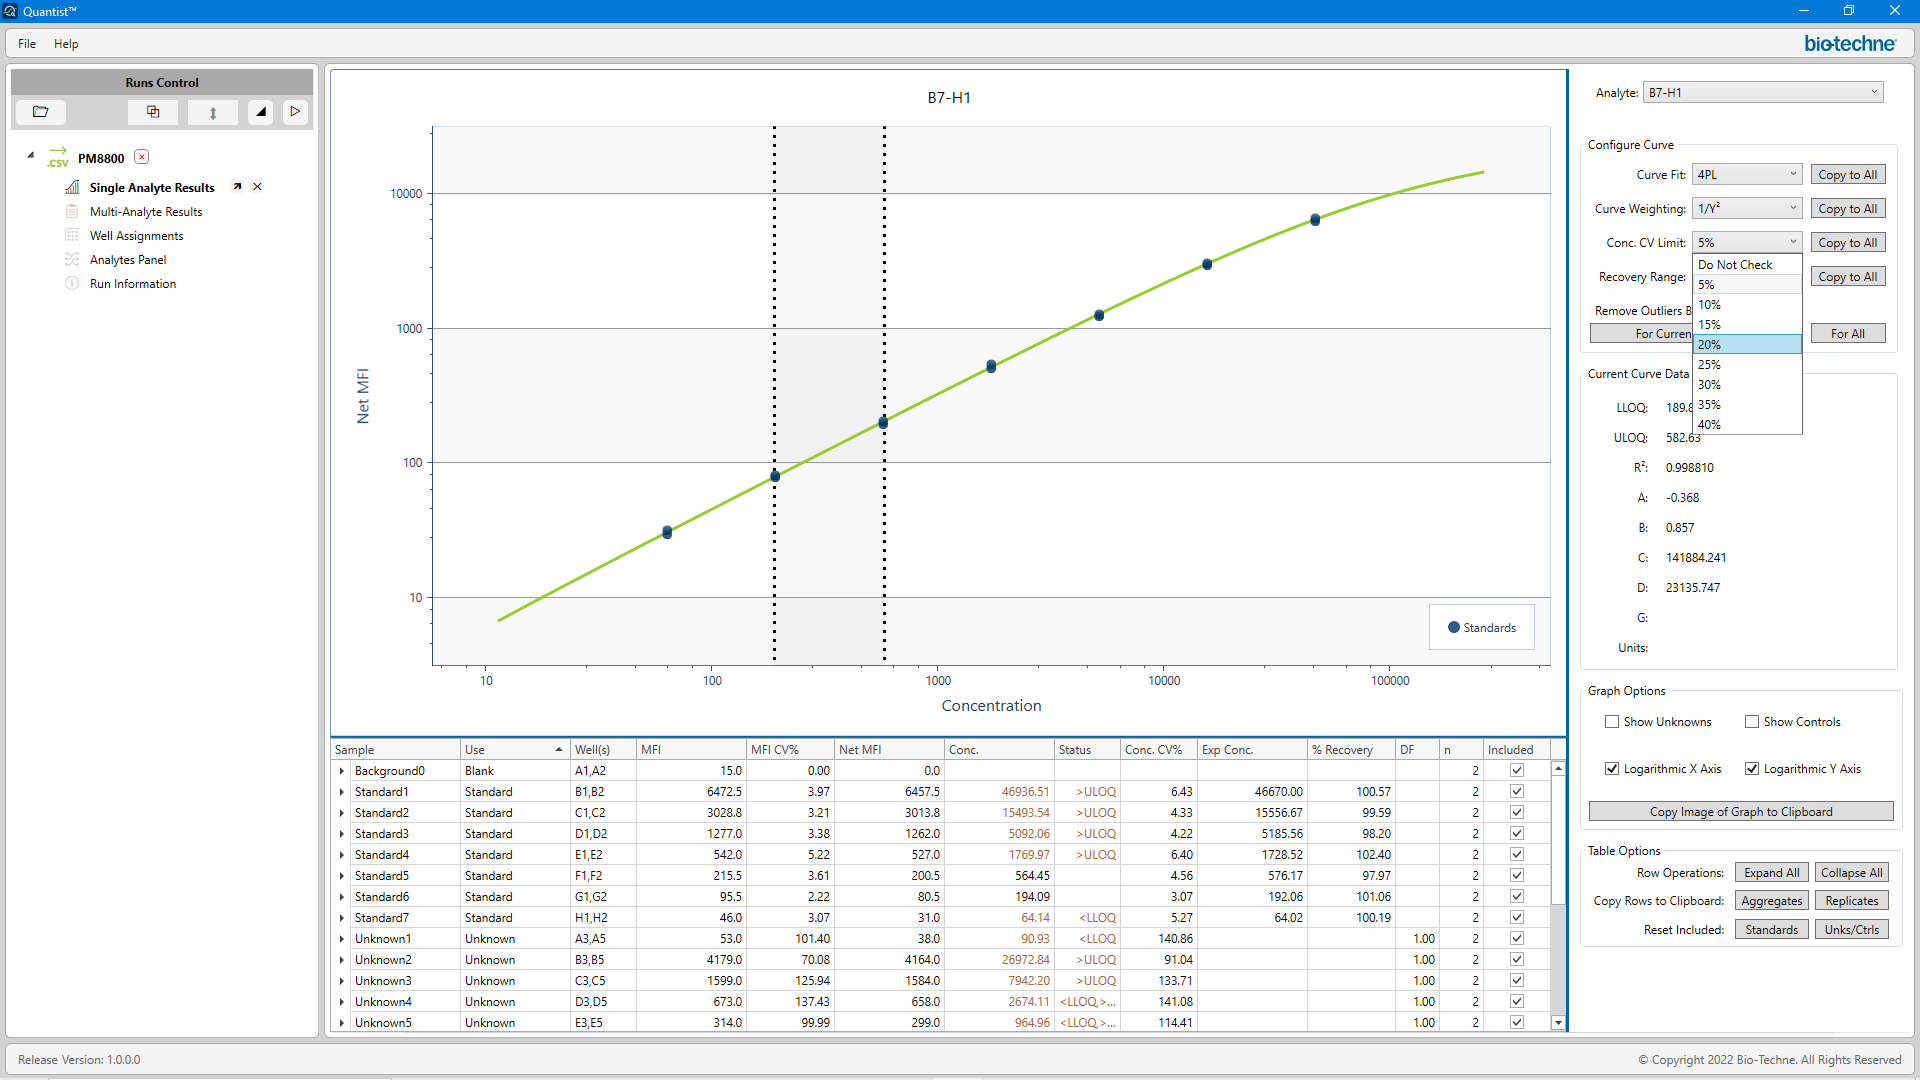 Quantist™
File Help
bio-techne
Runs Control
.csv PM8800
Single Analyte Results
Multi-Analyte Results
Well Assignments
Analytes Panel
Run Information
B7-H1
Net MFI
10000
1000
100
10
Standards
10 100 1000 10000 100000
Concentration
Analyte: B7-H1
Configure Curve
Curve Fit: 4PL Copy to All
Curve Weighting: 1/Y² Copy to All
Conc. CV Limit: 5% Copy to All
Do Not Check
5%
10%
15%
20%
25%
30%
35%
40%
Recovery Range: Copy to All
Remove Outliers B
For Curren For All
Current Curve Data
LLOQ: 189.8
ULOQ: 582.63
R²: 0.998810
A: -0.368
B: 0.857
C: 141884.241
D: 23135.747
G:
Units:
Graph Options
Show Unknowns Show Controls
Logarithmic X Axis Logarithmic Y Axis
Copy Image of Graph to Clipboard
Table Options
Row Operations: Expand All Collapse All
Copy Rows to Clipboard: Aggregates Replicates
Reset Included: Standards Unks/Ctrls
Sample Use Well(s) MFI MFI CV% Net MFI Conc. Status Conc. CV% Exp Conc. % Recovery DF n Included
Background0 Blank A1,A2 15.0 0.00 0.0 2
Standard1 Standard B1,B2 6472.5 3.97 6457.5 46936.51 >ULOQ 6.43 46670.00 100.57 2
Standard2 Standard C1,C2 3028.8 3.21 3013.8 15493.54 >ULOQ 4.33 15556.67 99.59 2
Standard3 Standard D1,D2 1277.0 3.38 1262.0 5092.06 >ULOQ 4.22 5185.56 98.20 2
Standard4 Standard E1,E2 542.0 5.22 527.0 1769.97 >ULOQ 6.40 1728.52 102.40 2
Standard5 Standard F1,F2 215.5 3.61 200.5 564.45 4.56 576.17 97.97 2
Standard6 Standard G1,G2 95.5 2.22 80.5 194.09 3.07 192.06 101.06 2
Standard7 Standard H1,H2 46.0 3.07 31.0 64.14 <LLOQ 5.27 64.02 100.19 2
Unknown1 Unknown A3,A5 53.0 101.40 38.0 90.93 <LLOQ 140.86 1.00 2
Unknown2 Unknown B3,B5 4179.0 70.08 4164.0 26972.84 >ULOQ 91.04 1.00 2
Unknown3 Unknown C3,C5 1599.0 125.94 1584.0 7942.20 >ULOQ 133.71 1.00 2
Unknown4 Unknown D3,D5 673.0 137.43 658.0 2674.11 <LLOQ,>... 141.08 1.00 2
Unknown5 Unknown E3,E5 314.0 99.99 299.0 964.96 <LLOQ,>... 114.41 1.00 2
Release Version: 1.0.0.0
© Copyright 2022 Bio-Techne. All Rights Reserved